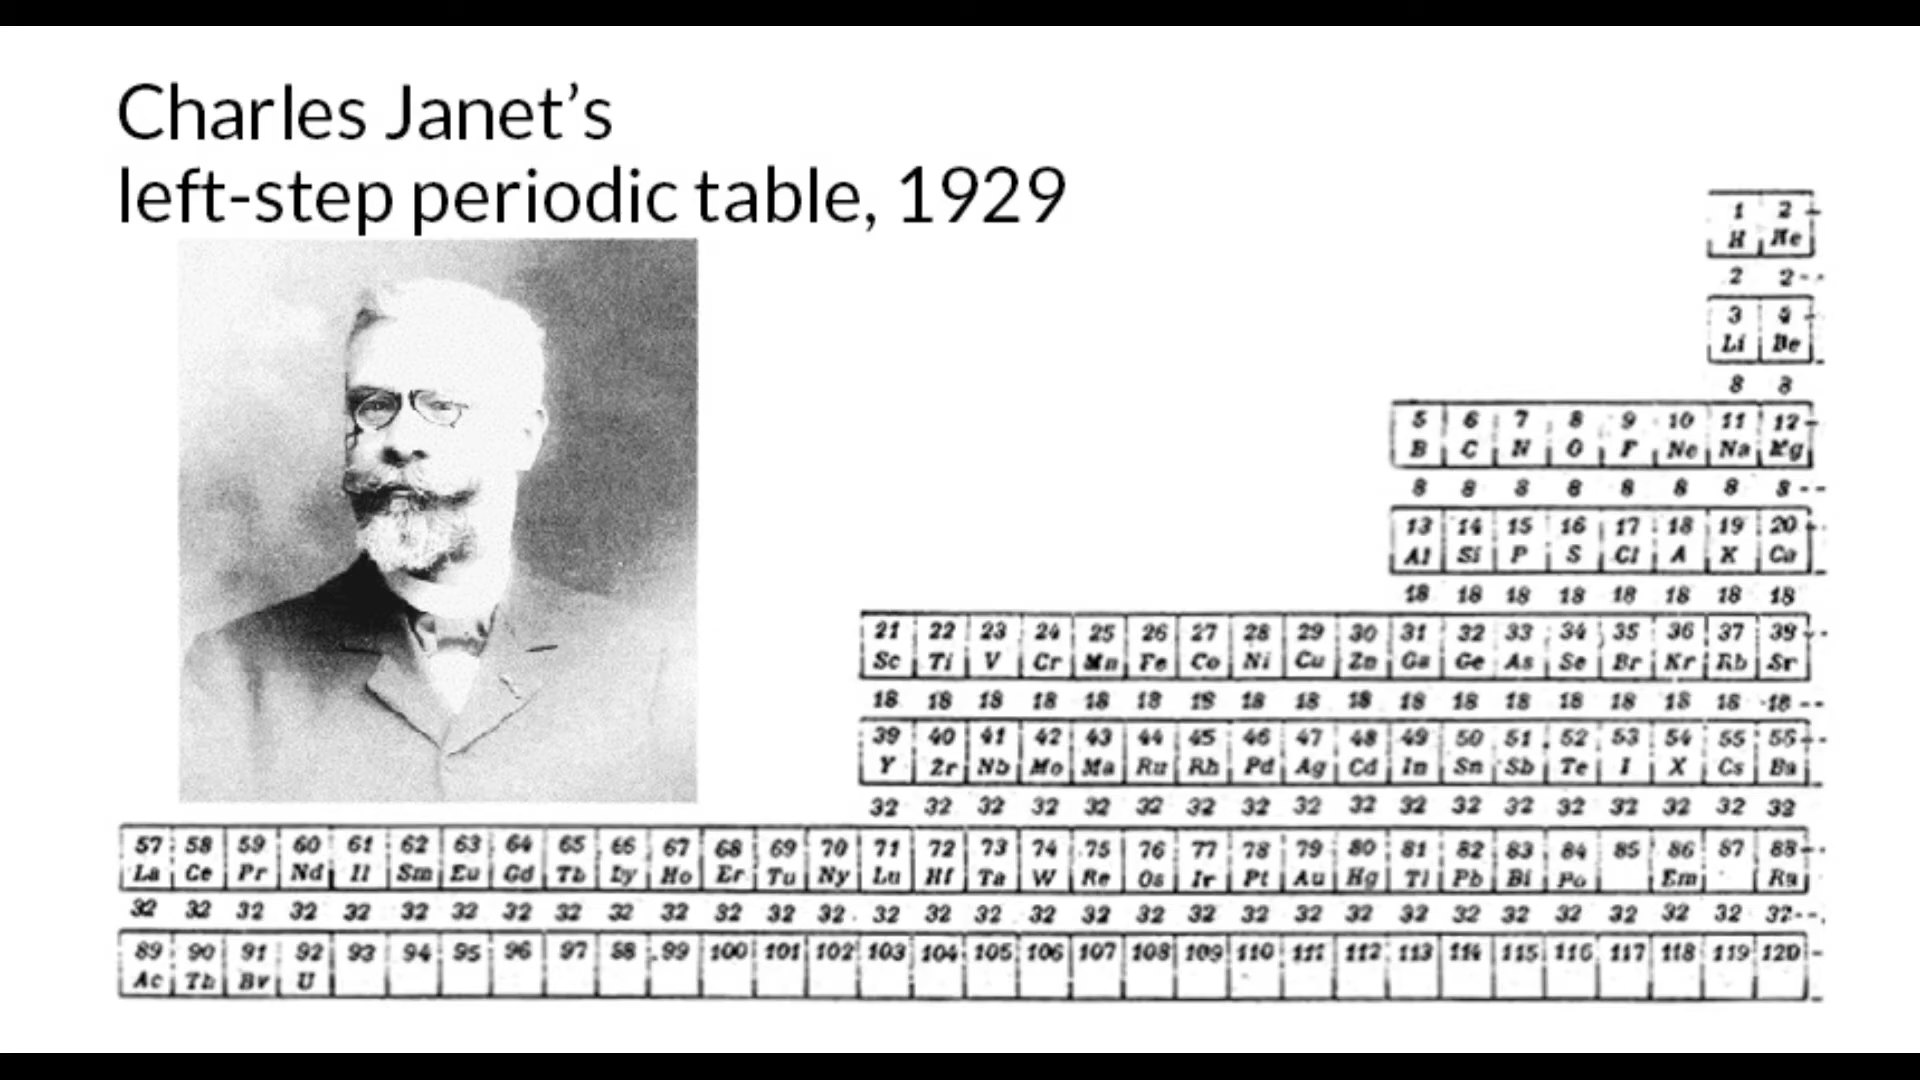 Charles Janet's
left-step periodic table, 1929
1 2
H He
2 2
3 4
Li Be
8 8
5 6 7 8 9 10 11 12
B C N O F Ne Na Mg
8 8 8 8 8 8 8 8
13 14 15 16 17 18 19 20
Al Si P S Cl A K Ca
18 18 18 18 18 18 18 18
21 22 23 24 25 26 27 28 29 30 31 32 33 34 35 36 37 38
Sc Ti V Cr Mn Fe Co Ni Cu Zn Ga Ge As Se Br Kr Rb Sr
18 18 18 18 18 18 18 18 18 18 18 18 18 18 18 18 18 18
39 40 41 42 43 44 45 46 47 48 49 50 51 52 53 54 55 56
Y Zr Nb Mo Ma Ru Rh Pd Ag Cd In Sn Sb Te I X Cs Ba
32 32 32 32 32 32 32 32 32 32 32 32 32 32 32 32 32 32
57 58 59 60 61 62 63 64 65 66 67 68 69 70 71 72 73 74 75 76 77 78 79 80 81 82 83 84 85 86 87 88
La Ce Pr Nd Il Sm Eu Gd Tb Dy Ho Er Tu Ny Lu Hf Ta W Re Os Ir Pt Au Hg Tl Pb Bi Po Em Ra
32 32 32 32 32 32 32 32 32 32 32 32 32 32 32 32 32 32 32 32 32 32 32 32 32 32 32 32 32 32 32 32
89 90 91 92 93 94 95 96 97 98 99 100 101 102 103 104 105 106 107 108 109 110 111 112 113 114 115 116 117 118 119 120
Ac Th Bv U